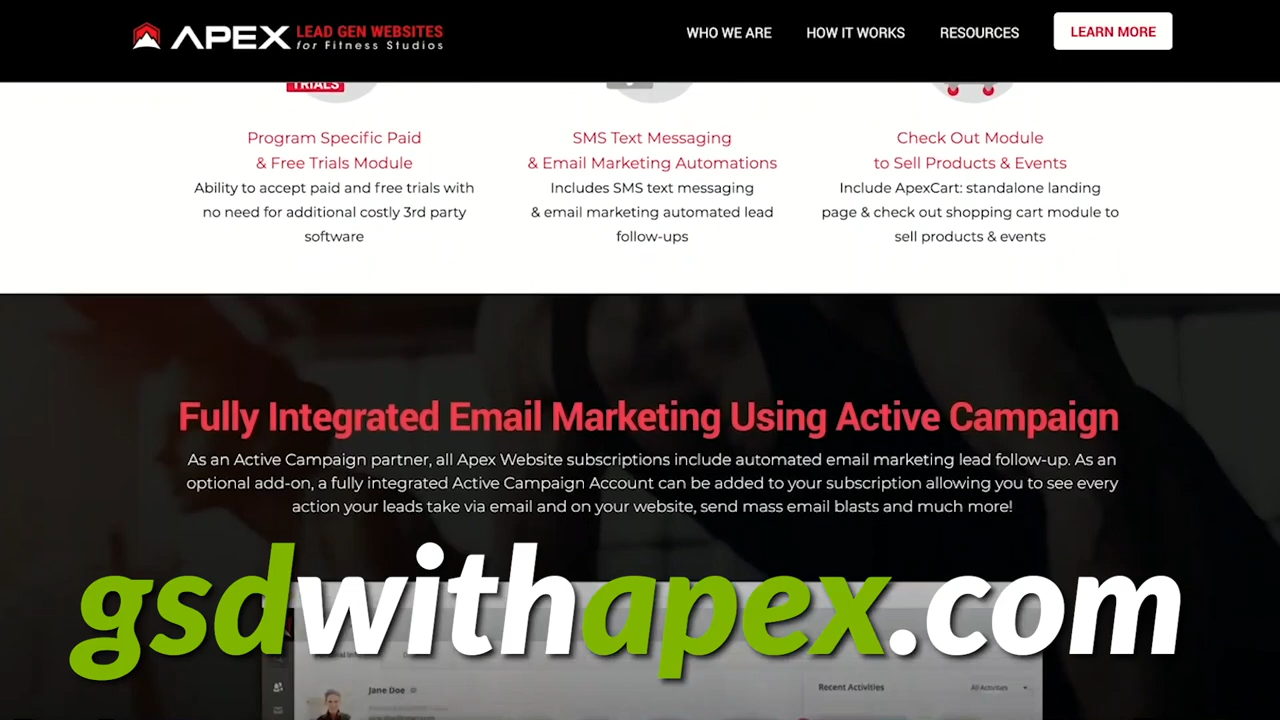 APEX LEAD GEN WEBSITES
for Fitness Studios
WHO WE ARE
HOW IT WORKS
RESOURCES
LEARN MORE
TRIALS
Program Specific Paid
& Free Trials Module
Ability to accept paid and free trials with
no need for additional costly 3rd party
software
SMS Text Messaging
& Email Marketing Automations
Includes SMS text messaging
& email marketing automated lead
follow-ups
Check Out Module
to Sell Products & Events
Include ApexCart: standalone landing
page & check out shopping cart module to
sell products & events
Fully Integrated Email Marketing Using Active Campaign
As an Active Campaign partner, all Apex Website subscriptions include automated email marketing lead follow-up. As an
optional add-on, a fully integrated Active Campaign Account can be added to your subscription allowing you to see every
action your leads take via email and on your website, send mass email blasts and much more!
gsdwithapex.com
Jane Doe
Recent Activities
All Activities